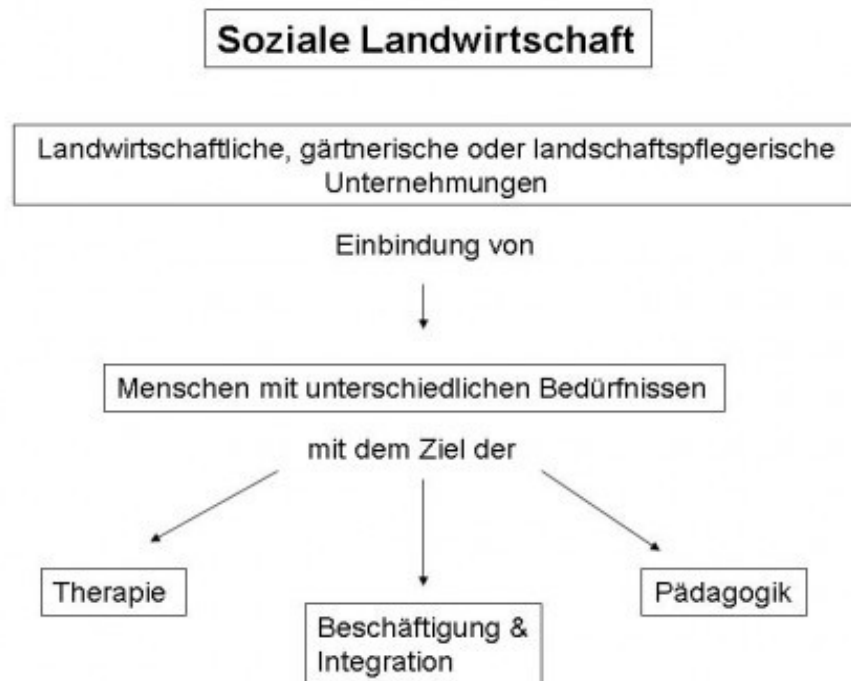 Soziale Landwirtschaft
Landwirtschaftliche, gärtnerische oder landschaftspflegerische
Unternehmungen
Einbindung von
Menschen mit unterschiedlichen Bedürfnissen
mit dem Ziel der
Therapie
Beschäftigung &
Integration
Pädagogik